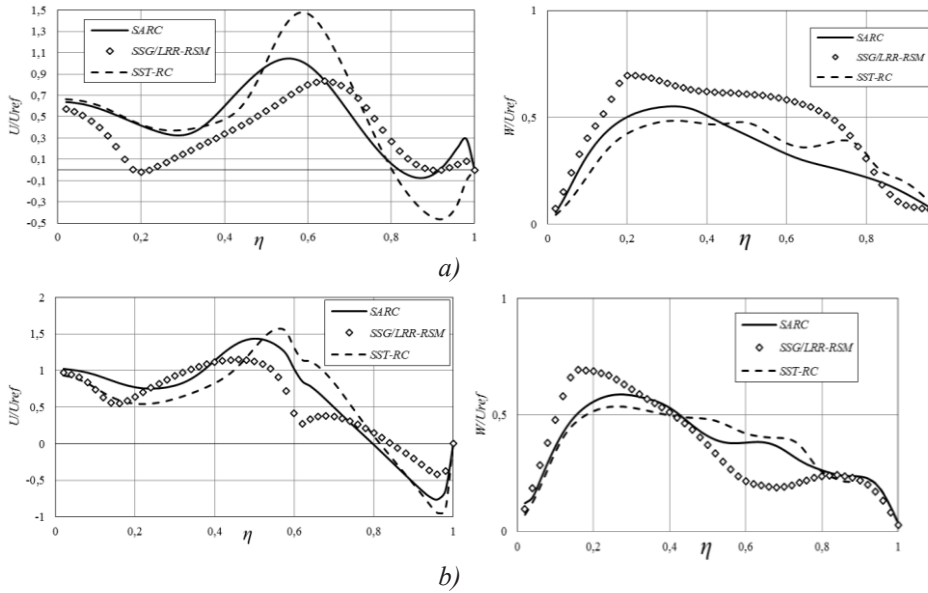 1,5
1,3
1,1
0,9
0,7
0,5
0,3
0,1
-0,1
-0,3
-0,5
U/Uref
SARC
SSG/LRR-RSM
SST-RC
0 0,2 0,4 0,6 0,8 1
η
1
0,5
0
W/Uref
SARC
SSG/LRR-RSM
SST-RC
0 0,2 0,4 0,6 0,8
η
a)
2
1,5
1
0,5
0
-0,5
-1
U/Uref
SARC
SSG/LRR-RSM
SST-RC
0 0,2 0,4 0,6 0,8 1
η
1
0,5
0
W/Uref
SARC
SSG/LRR-RSM
SST-RC
0 0,2 0,4 0,6 0,8 1
η
b)